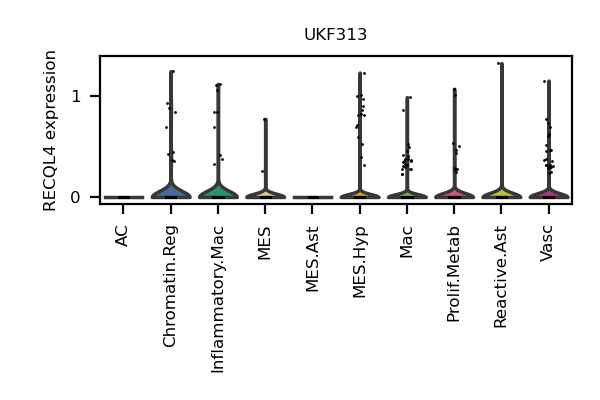 UKF313
RECQL4 expression
1
0
AC
Chromatin.Reg
Inflammatory.Mac
MES
MES.Ast
MES.Hyp
Mac
Prolif.Metab
Reactive.Ast
Vasc